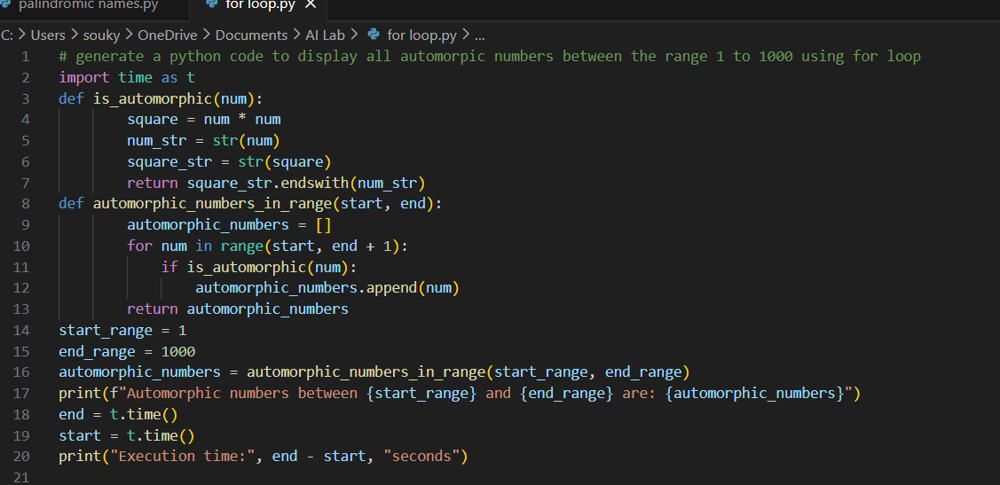 palindromic names.py for loop.py X
C: > Users > souky > OneDrive > Documents > AI Lab > for loop.py > ...
1 # generate a python code to display all automorpic numbers between the range 1 to 1000 using for loop
2 import time as t
3 def is_automorphic(num):
4         square = num * num
5         num_str = str(num)
6         square_str = str(square)
7         return square_str.endswith(num_str)
8 def automorphic_numbers_in_range(start, end):
9         automorphic_numbers = []
10         for num in range(start, end + 1):
11             if is_automorphic(num):
12                 automorphic_numbers.append(num)
13         return automorphic_numbers
14 start_range = 1
15 end_range = 1000
16 automorphic_numbers = automorphic_numbers_in_range(start_range, end_range)
17 print(f"Automorphic numbers between {start_range} and {end_range} are: {automorphic_numbers}")
18 end = t.time()
19 start = t.time()
20 print("Execution time:", end - start, "seconds")
21